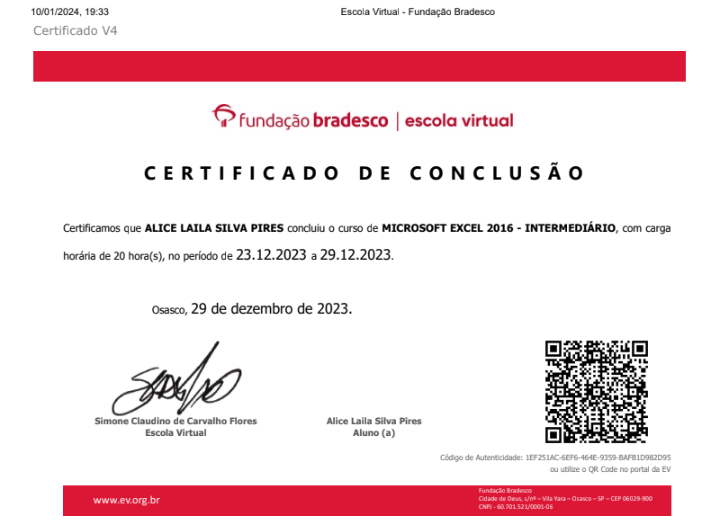 10/01/2024, 19:33 Escola Virtual - Fundação Bradesco
Certificado V4
fundação bradesco | escola virtual
CERTIFICADO DE CONCLUSÃO
Certificamos que ALICE LAILA SILVA PIRES concluiu o curso de MICROSOFT EXCEL 2016 - INTERMEDIÁRIO, com carga
horária de 20 hora(s), no período de 23.12.2023 a 29.12.2023.
Osasco, 29 de dezembro de 2023.
Simone Claudino de Carvalho Flores Alice Laila Silva Pires
Escola Virtual Aluno (a)
Código de Autenticidade: 1EF251AC-6EF6-464E-9359-BAFB1D982D95
ou utilize o QR Code no portal da EV
www.ev.org.br
Fundação Bradesco
Cidade de Deus, s/nº – Vila Yara – Osasco – SP – CEP 06029-900
CNPJ - 60.701.521/0001-06